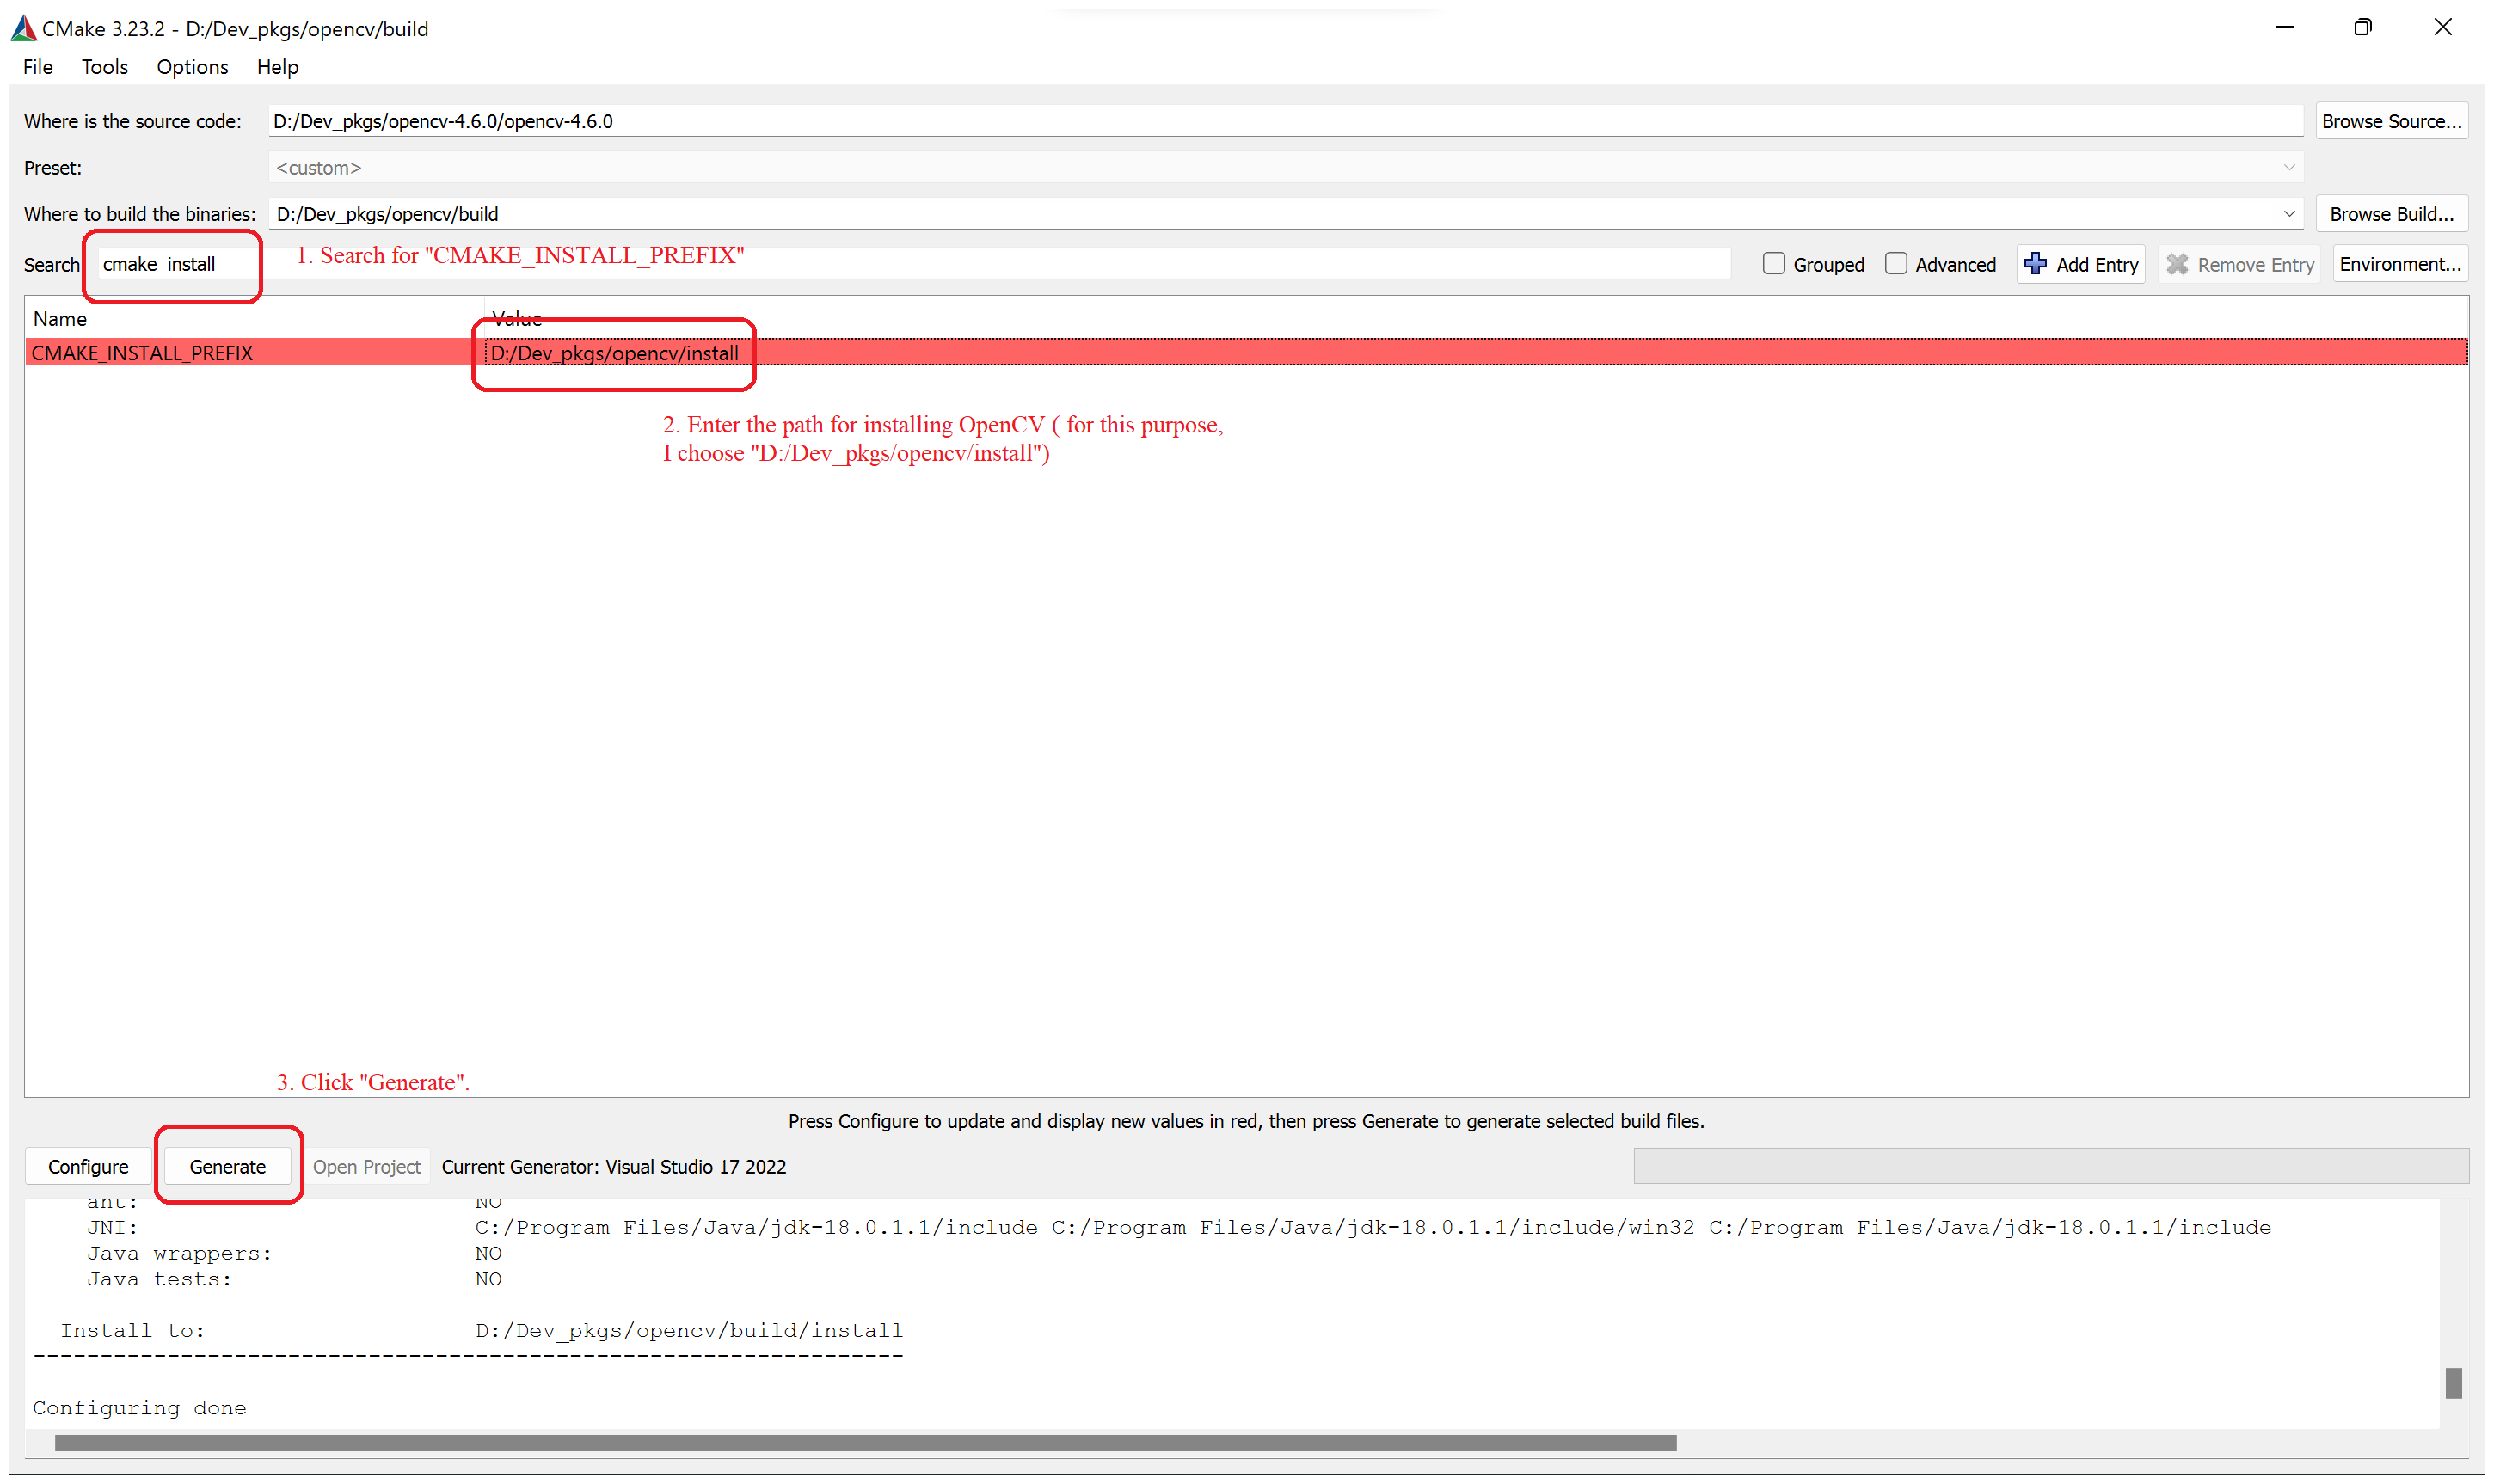 CMake 3.23.2 - D:/Dev_pkgs/opencv/build
File Tools Options Help
Where is the source code: D:/Dev_pkgs/opencv-4.6.0/opencv-4.6.0 Browse Source...
Preset: <custom>
Where to build the binaries: D:/Dev_pkgs/opencv/build Browse Build...
Search cmake_install 1. Search for "CMAKE_INSTALL_PREFIX" Grouped Advanced Add Entry Remove Entry Environment...
Name Value
CMAKE_INSTALL_PREFIX D:/Dev_pkgs/opencv/install
2. Enter the path for installing OpenCV ( for this purpose,
I choose "D:/Dev_pkgs/opencv/install")
3. Click "Generate".
Press Configure to update and display new values in red, then press Generate to generate selected build files.
Configure Generate Open Project Current Generator: Visual Studio 17 2022
ant: NO
JNI: C:/Program Files/Java/jdk-18.0.1.1/include C:/Program Files/Java/jdk-18.0.1.1/include/win32 C:/Program Files/Java/jdk-18.0.1.1/include
Java wrappers: NO
Java tests: NO
Install to: D:/Dev_pkgs/opencv/build/install
-----------------------------------------------------------------
Configuring done